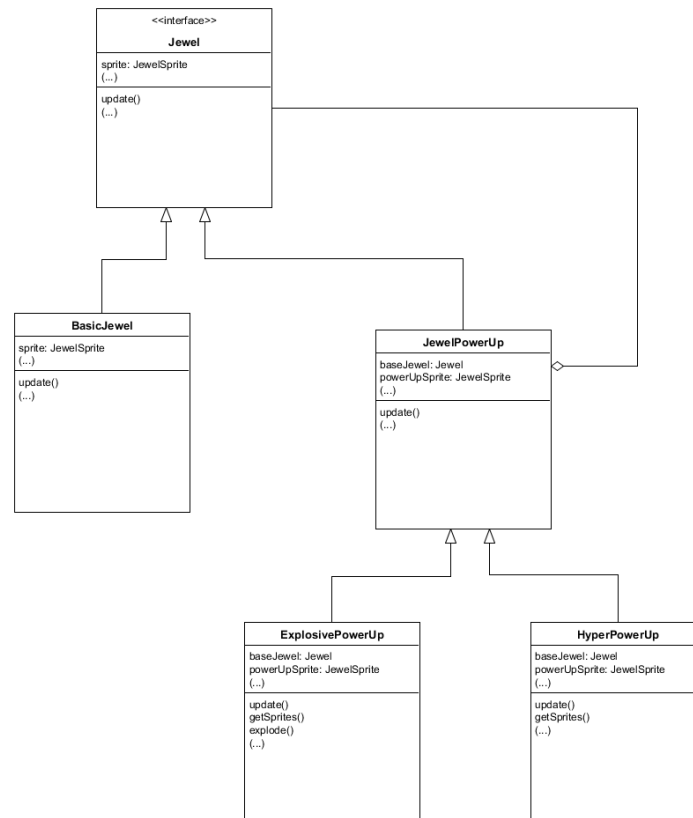 <<interface>>
Jewel
sprite: JewelSprite
(...)
update()
(...)
BasicJewel
sprite: JewelSprite
(...)
update()
(...)
JewelPowerUp
baseJewel: Jewel
powerUpSprite: JewelSprite
(...)
update()
(...)
ExplosivePowerUp
baseJewel: Jewel
powerUpSprite: JewelSprite
(...)
update()
getSprites()
explode()
(...)
HyperPowerUp
baseJewel: Jewel
powerUpSprite: JewelSprite
(...)
update()
getSprites()
(...)